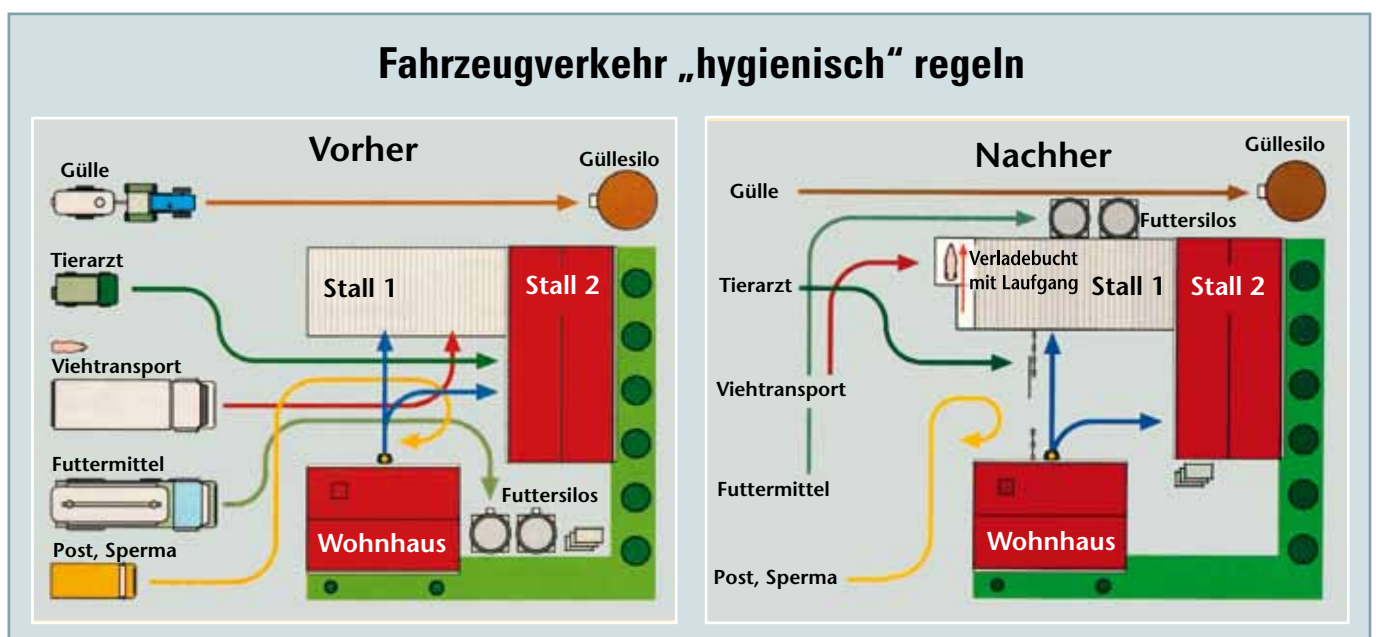 Fahrzeugverkehr „hygienisch“ regeln
Vorher
Gülle
Güllesilo
Tierarzt
Stall 1
Stall 2
Viehtransport
Futtermittel
Futtersilos
Post, Sperma
Wohnhaus
Nachher
Güllesilo
Gülle
Futtersilos
Verladebucht
mit Laufgang
Tierarzt
Stall 1
Stall 2
Viehtransport
Futtermittel
Wohnhaus
Post, Sperma